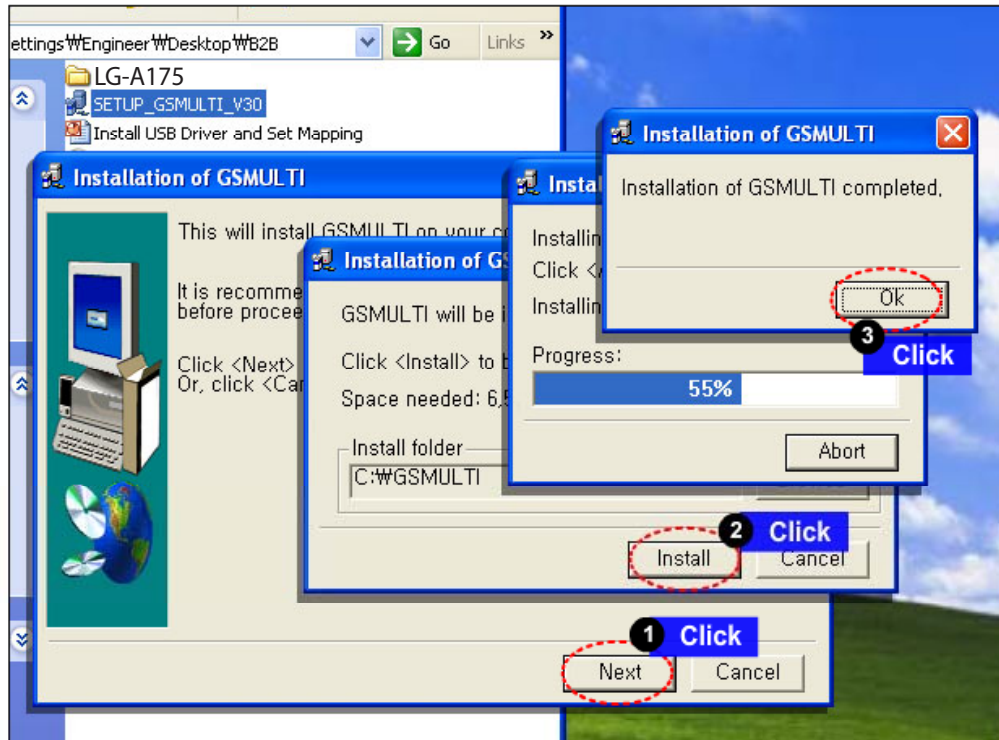 ettings₩Engineer₩Desktop₩B2B
Go
Links
»
LG-A175
SETUP_GSMULTI_V30
Install USB Driver and Set Mapping
Installation of GSMULTI
This will install GSMULTI on your
It is recomme
before procee
Click <Next>
Or, click <Can
Next
Cancel
1
Click
Installation of GS
GSMULTI will be i
Click <Install> to b
Space needed: 6,5
Install folder
C:₩GSMULTI
Install
Cancel
2
Click
Instal
Installin
Click <A
Installin
Progress:
55%
Abort
Installation of GSMULTI
Installation of GSMULTI completed,
Ok
3
Click